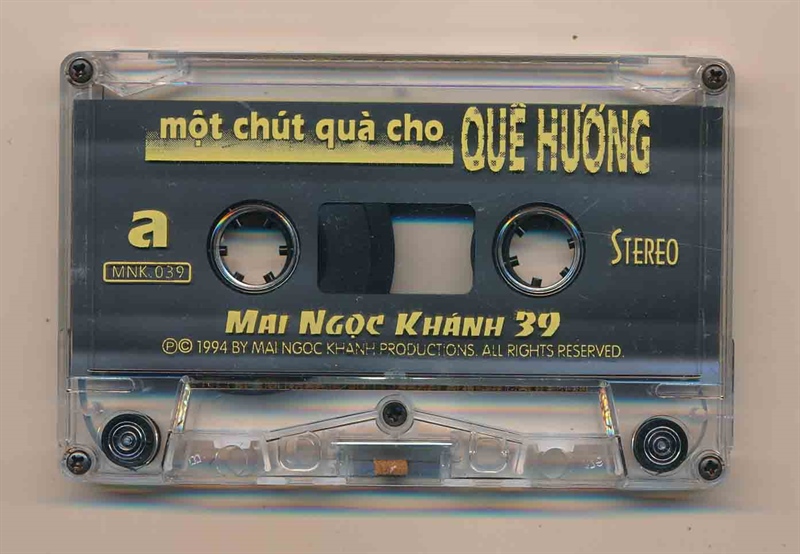 một chút quà cho QUÊ HƯƠNG
a
STEREO
MNK.039
MAI NGỌC KHÁNH 39
Ⓟ© 1994 BY MAI NGOC KHANH PRODUCTIONS. ALL RIGHTS RESERVED.